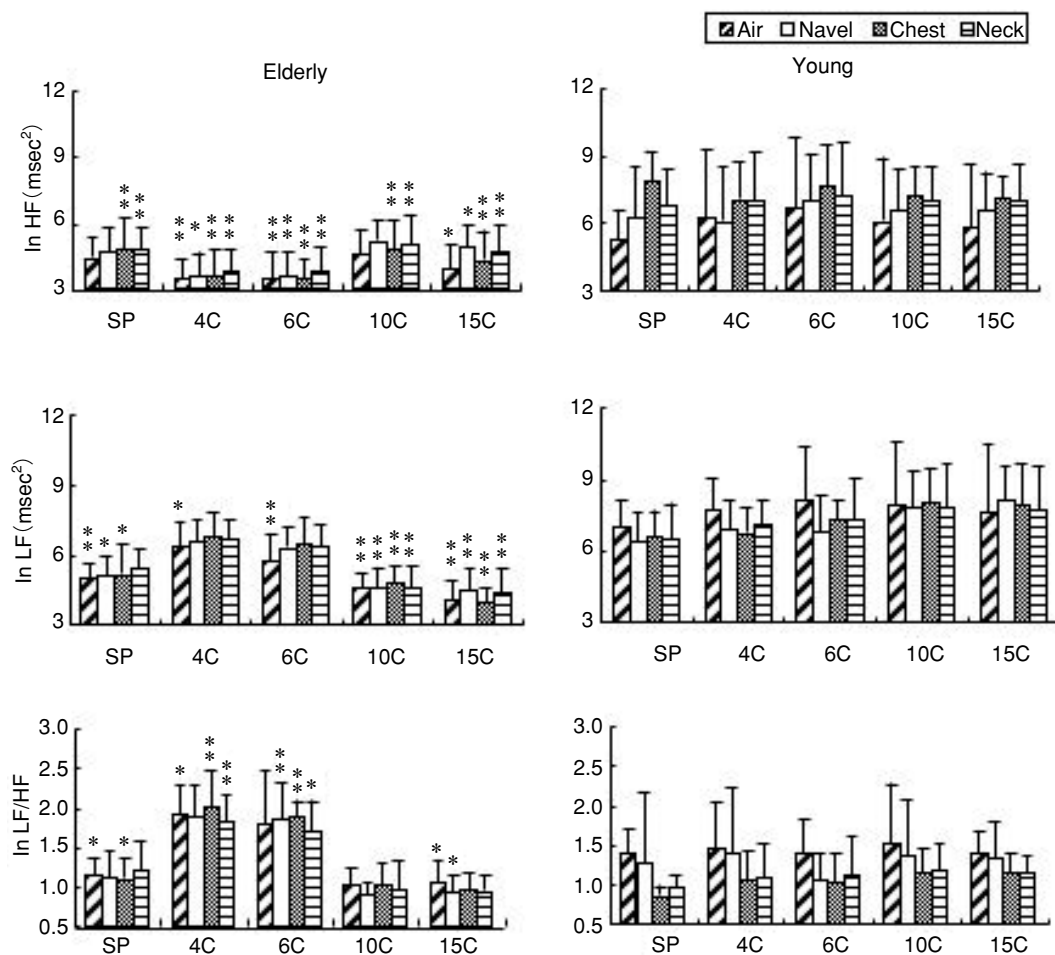 Air Navel Chest Neck
Elderly
Young
ln HF(msec²)
12
9
6
3
** ** ** * ** ** ** ** ** ** ** ** * * ** **
SP 4C 6C 10C 15C
12
9
6
3
SP 4C 6C 10C 15C
ln LF(msec²)
12
9
6
3
** * * * ** ** ** ** ** ** ** ** **
SP 4C 6C 10C 15C
12
9
6
3
SP 4C 6C 10C 15C
ln LF/HF
3.0
2.5
2.0
1.5
1.0
0.5
* * * ** ** ** ** * * *
SP 4C 6C 10C 15C
3.0
2.5
2.0
1.5
1.0
0.5
SP 4C 6C 10C 15C